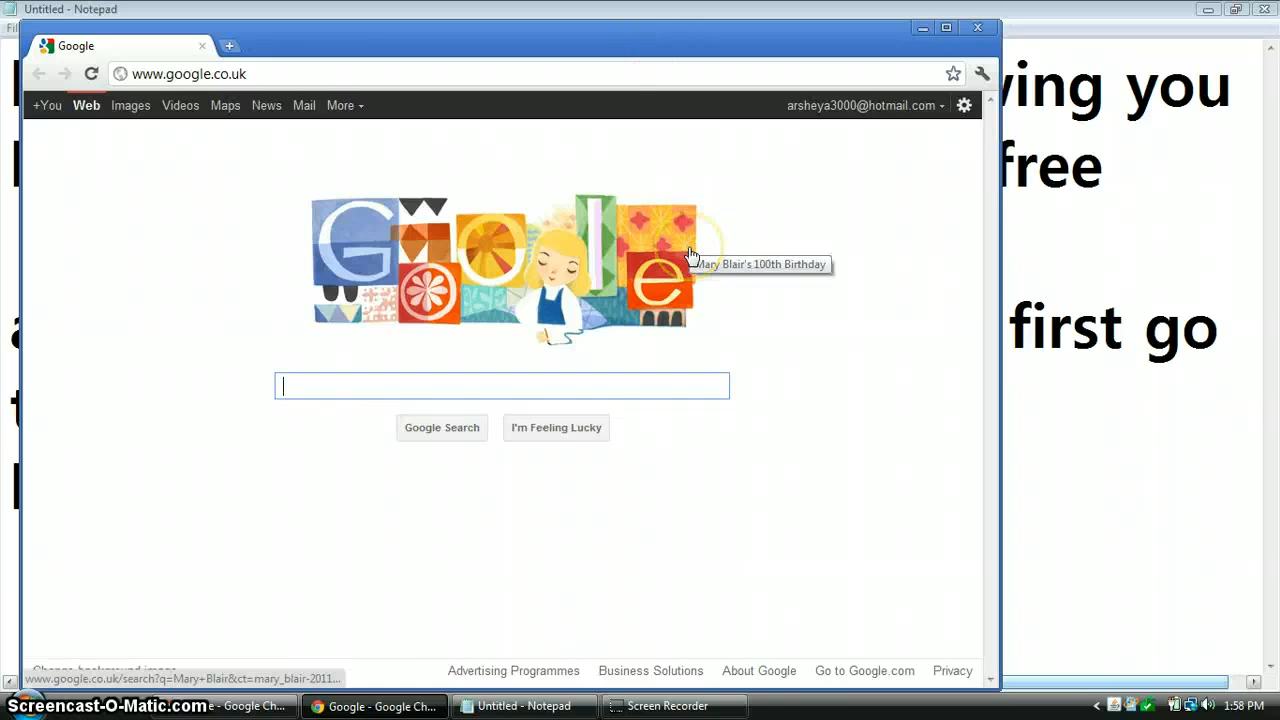 Untitled - Notepad
Google
www.google.co.uk
+You Web Images Videos Maps News Mail More
arsheya3000@hotmail.com
ving you
free
first go
Google
Mary Blair's 100th Birthday
Google Search
I'm Feeling Lucky
Change background image
Advertising Programmes
Business Solutions
About Google
Go to Google.com
Privacy
www.google.co.uk/search?q=Mary+Blair&ct=mary_blair-2011...
Screencast-O-Matic.com
- Google Ch...
Google - Google Ch...
Untitled - Notepad
Screen Recorder
1:58 PM